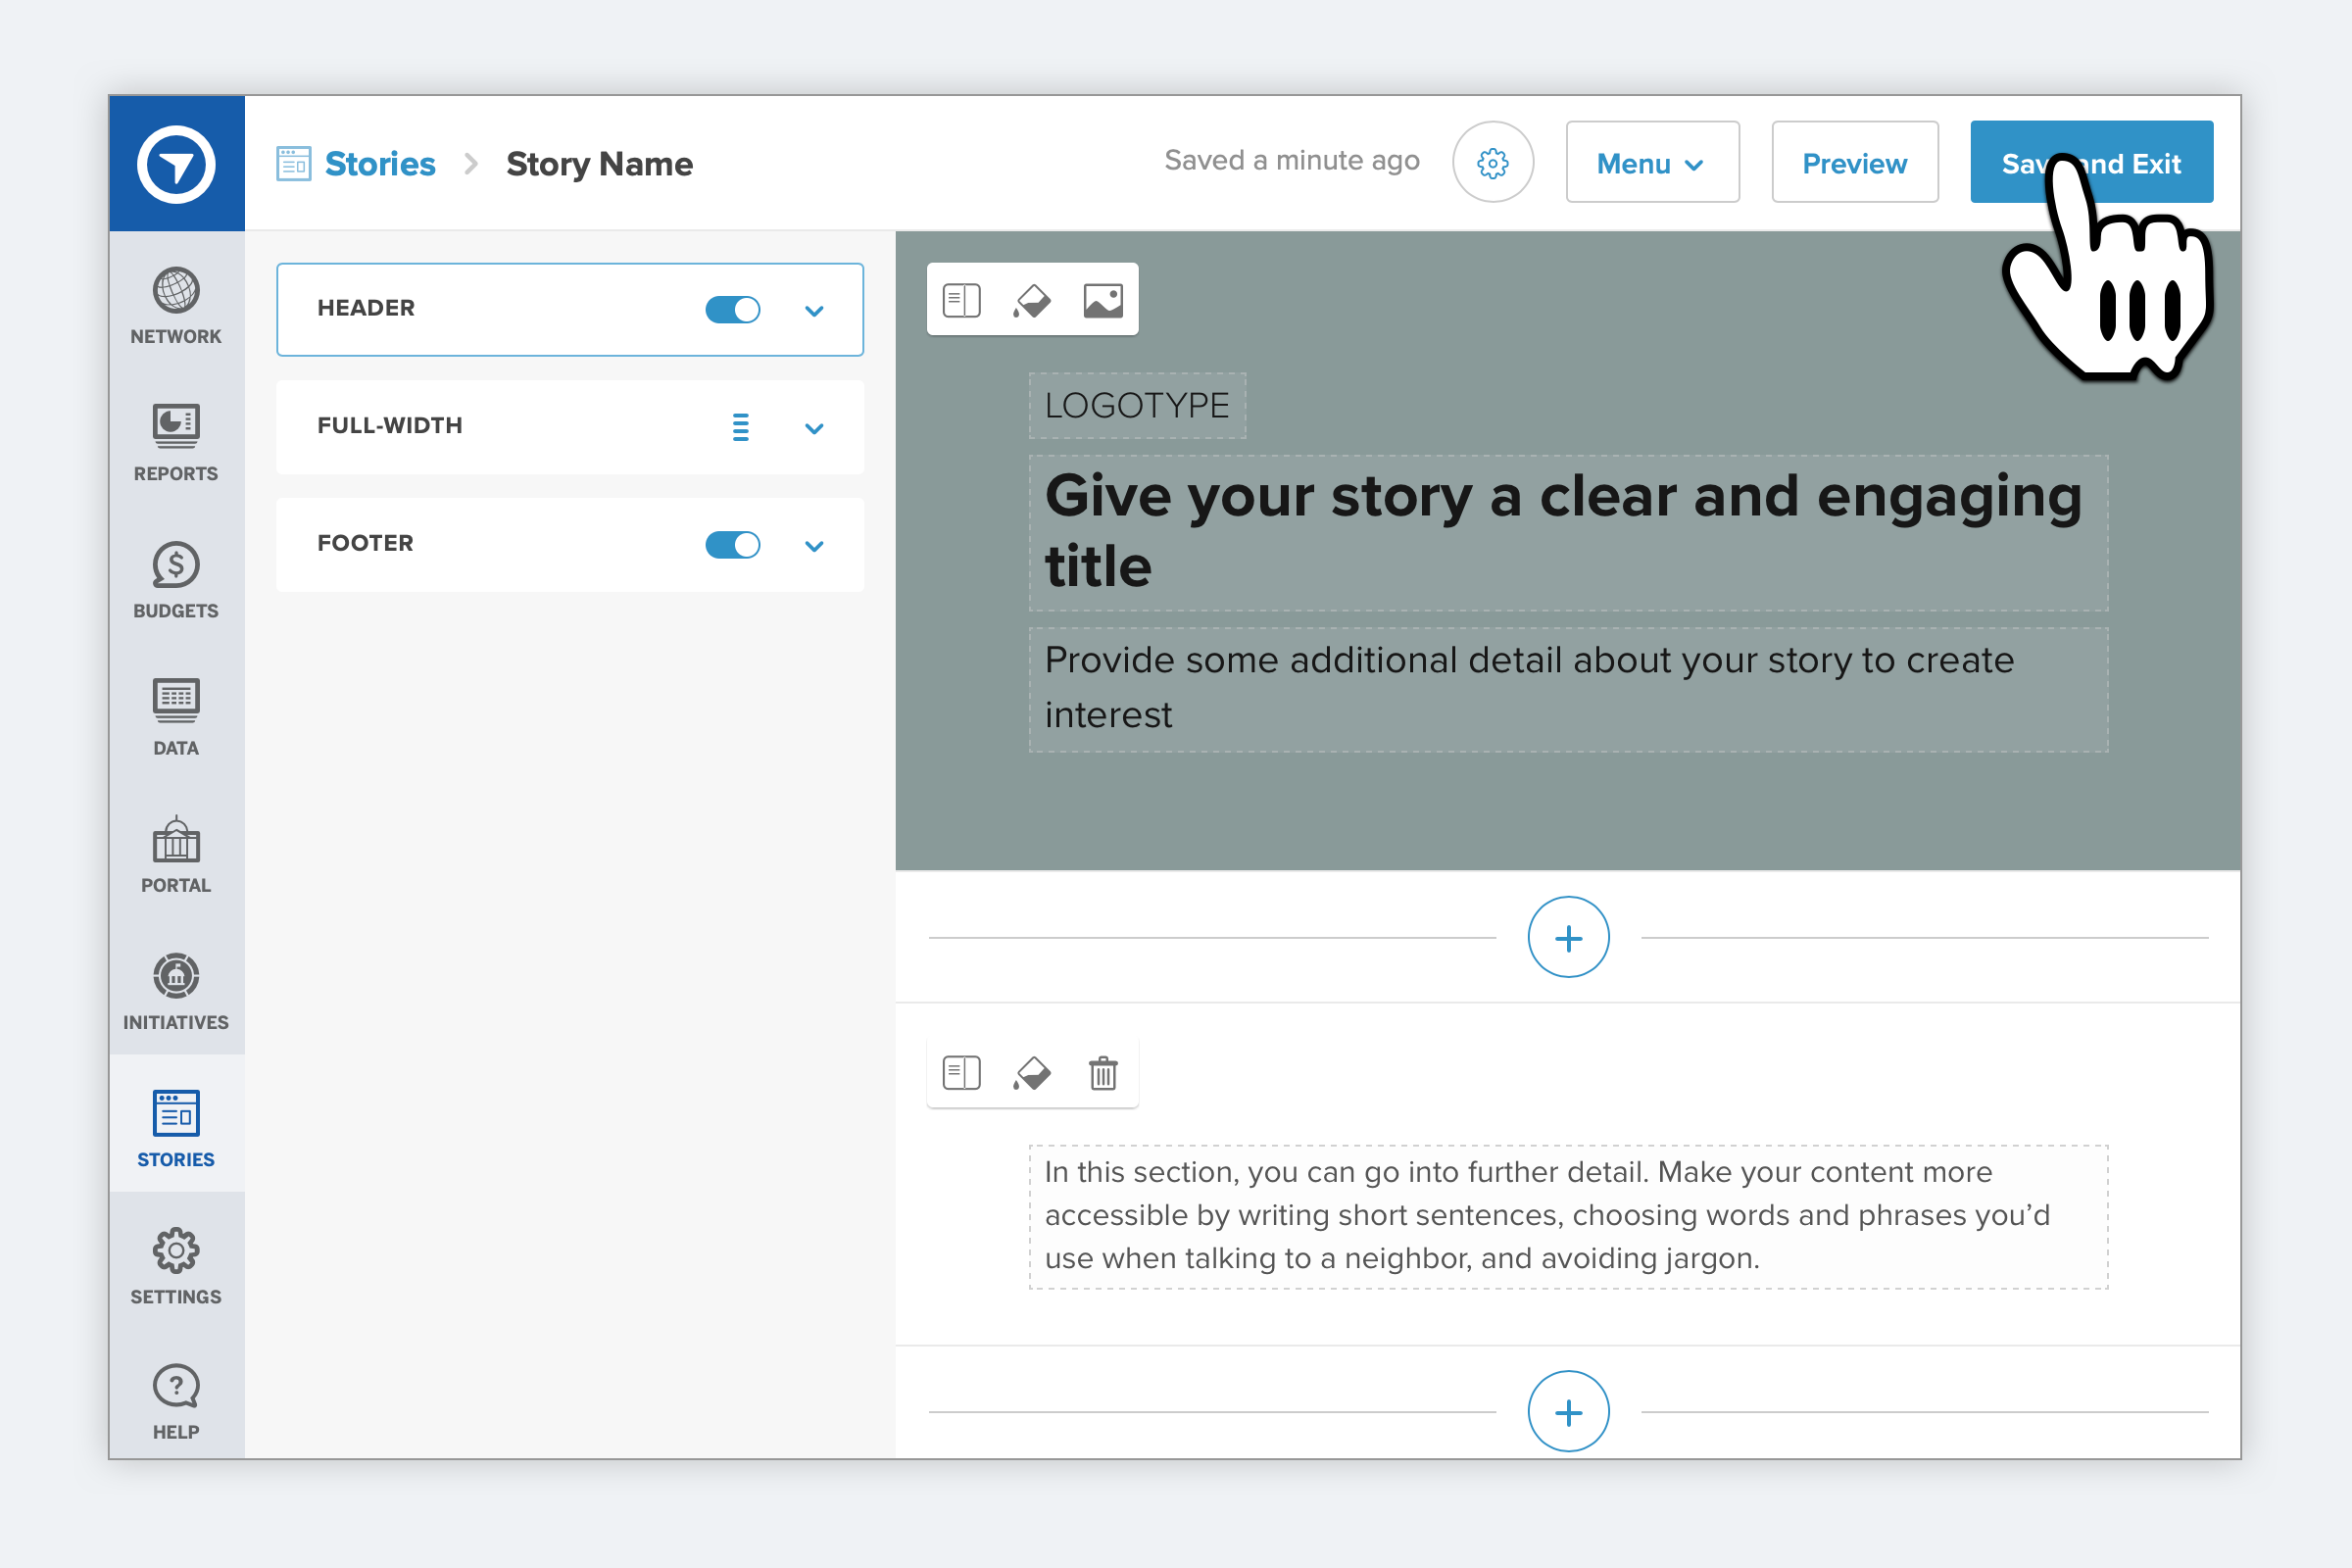 Stories
Story Name
Saved a minute ago
Menu
Preview
Save and Exit
NETWORK
REPORTS
BUDGETS
DATA
PORTAL
INITIATIVES
STORIES
SETTINGS
HELP
HEADER
FULL-WIDTH
FOOTER
LOGOTYPE
Give your story a clear and engaging
title
Provide some additional detail about your story to create
interest
In this section, you can go into further detail. Make your content more
accessible by writing short sentences, choosing words and phrases you’d
use when talking to a neighbor, and avoiding jargon.